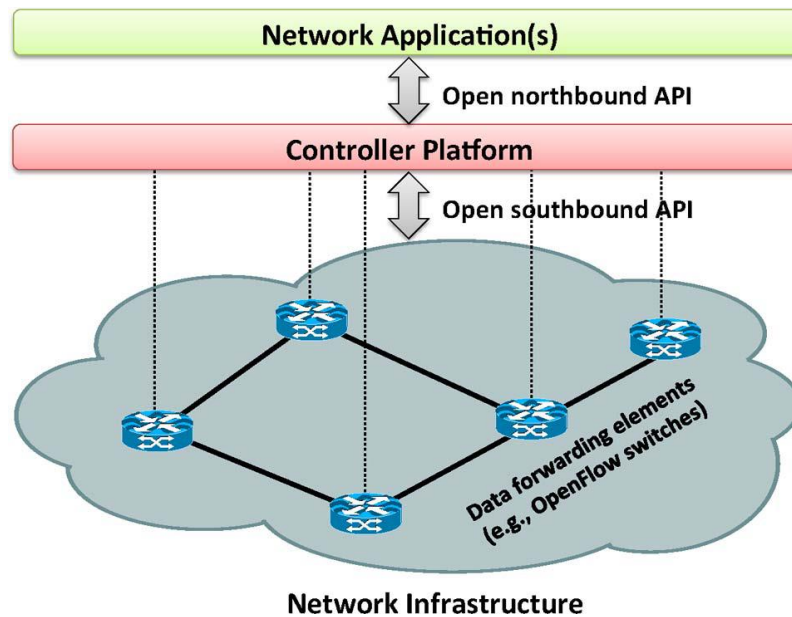 Network Application(s)
Open northbound API
Controller Platform
Open southbound API
Data forwarding elements
(e.g., OpenFlow switches)
Network Infrastructure